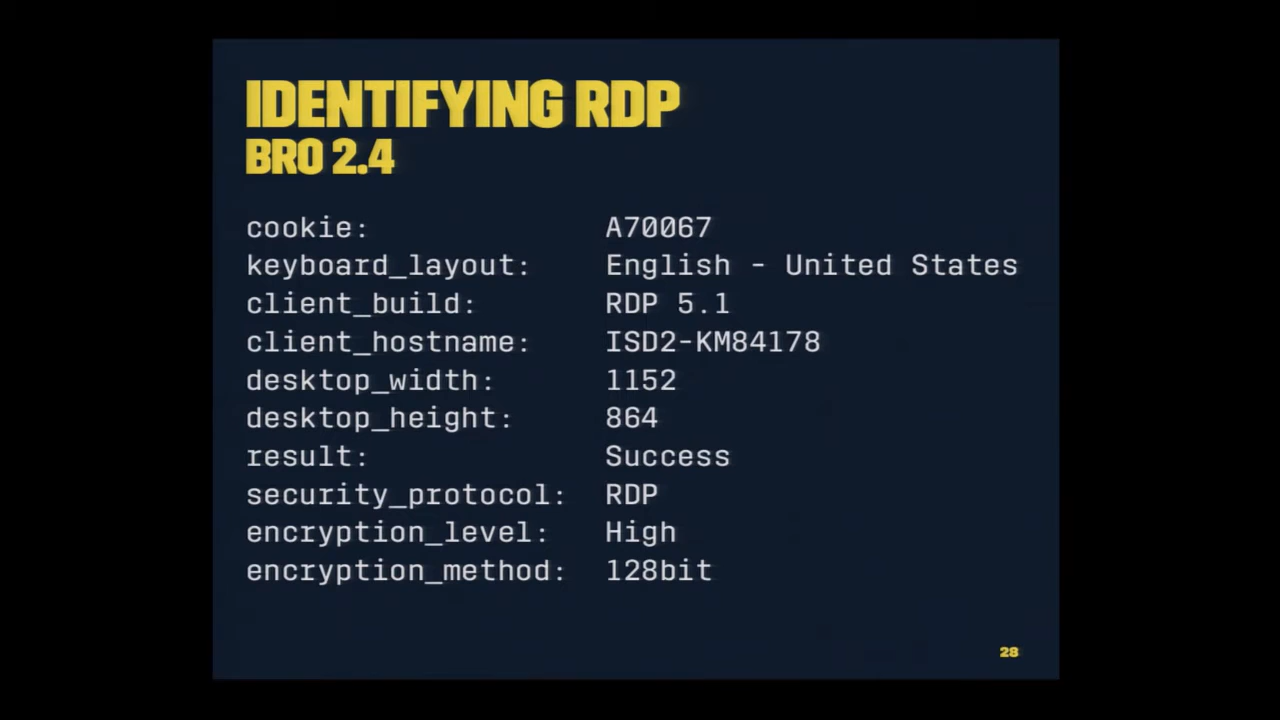 IDENTIFYING RDP
BRO 2.4
cookie: A70067
keyboard_layout: English - United States
client_build: RDP 5.1
client_hostname: ISD2-KM84178
desktop_width: 1152
desktop_height: 864
result: Success
security_protocol: RDP
encryption_level: High
encryption_method: 128bit
28